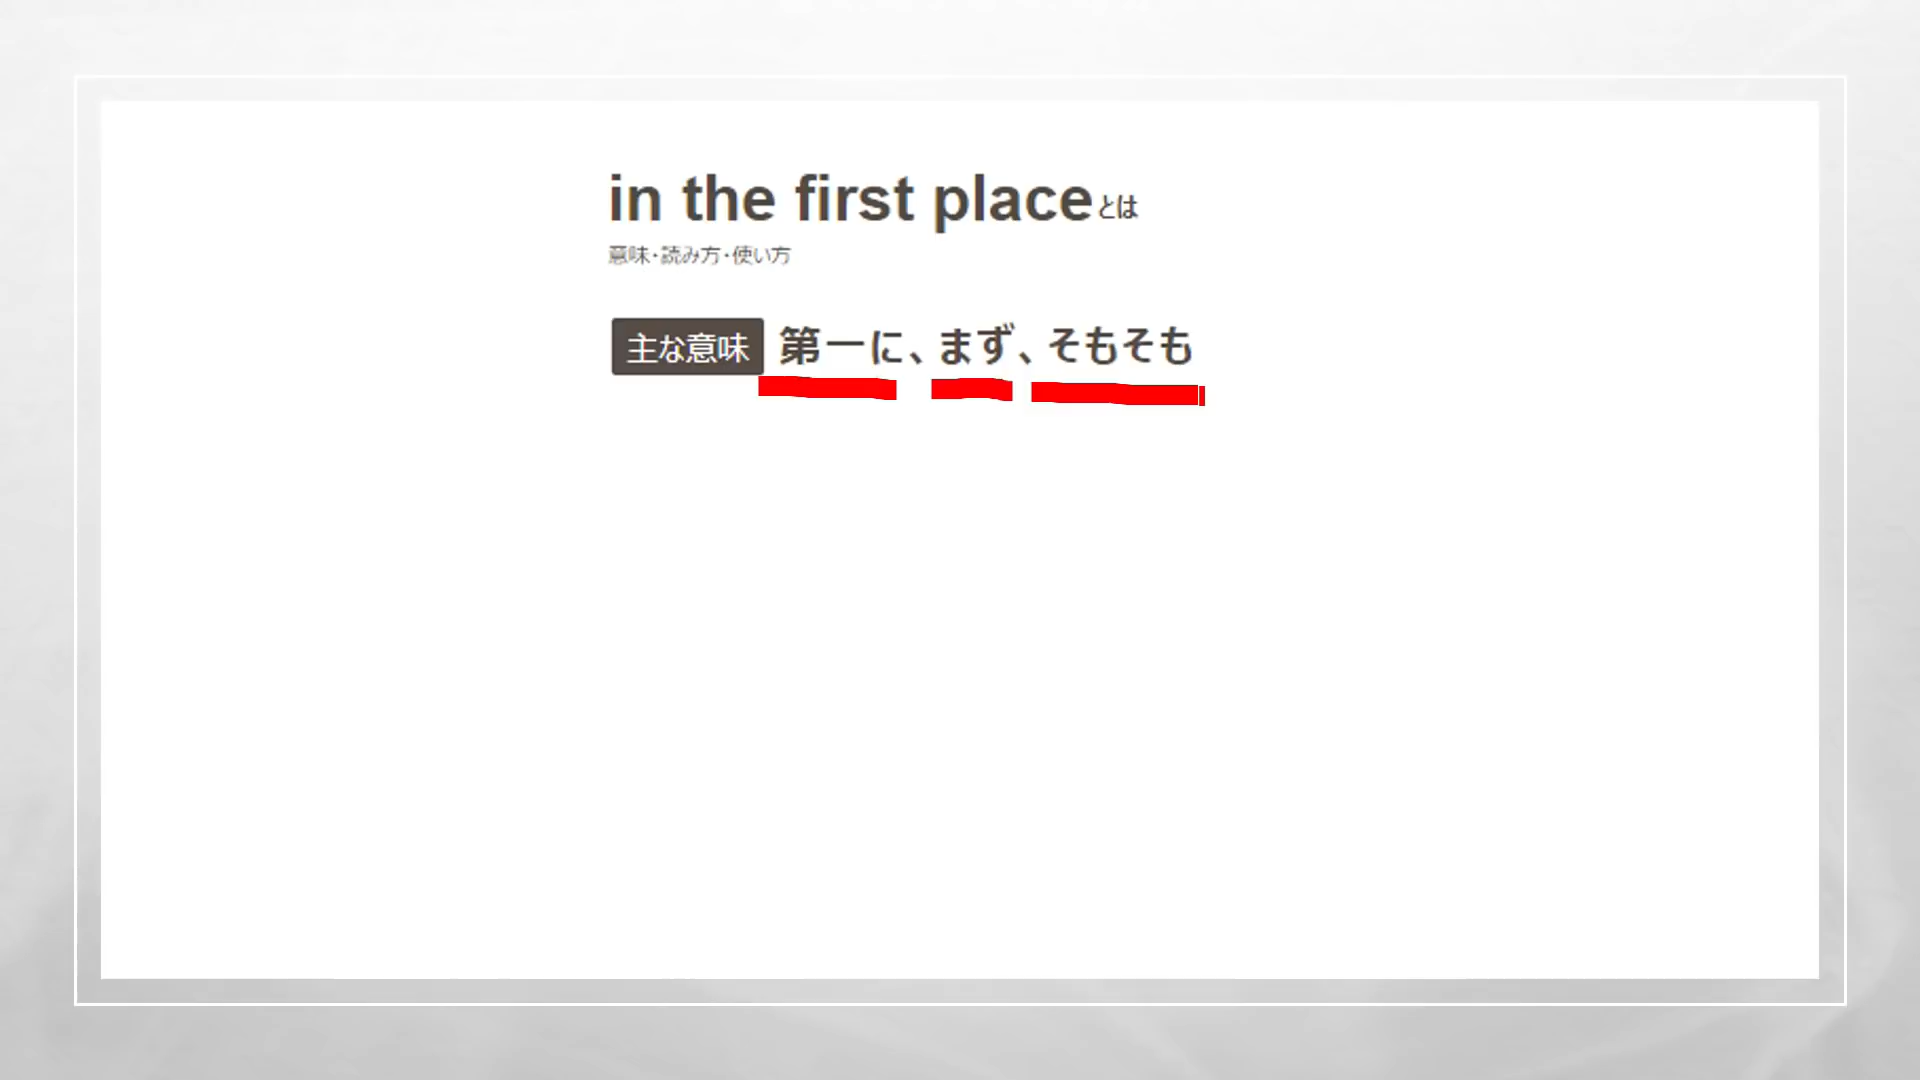 in the first placeとは
意味・読み方・使い方
主な意味 第一に、まず、そもそも